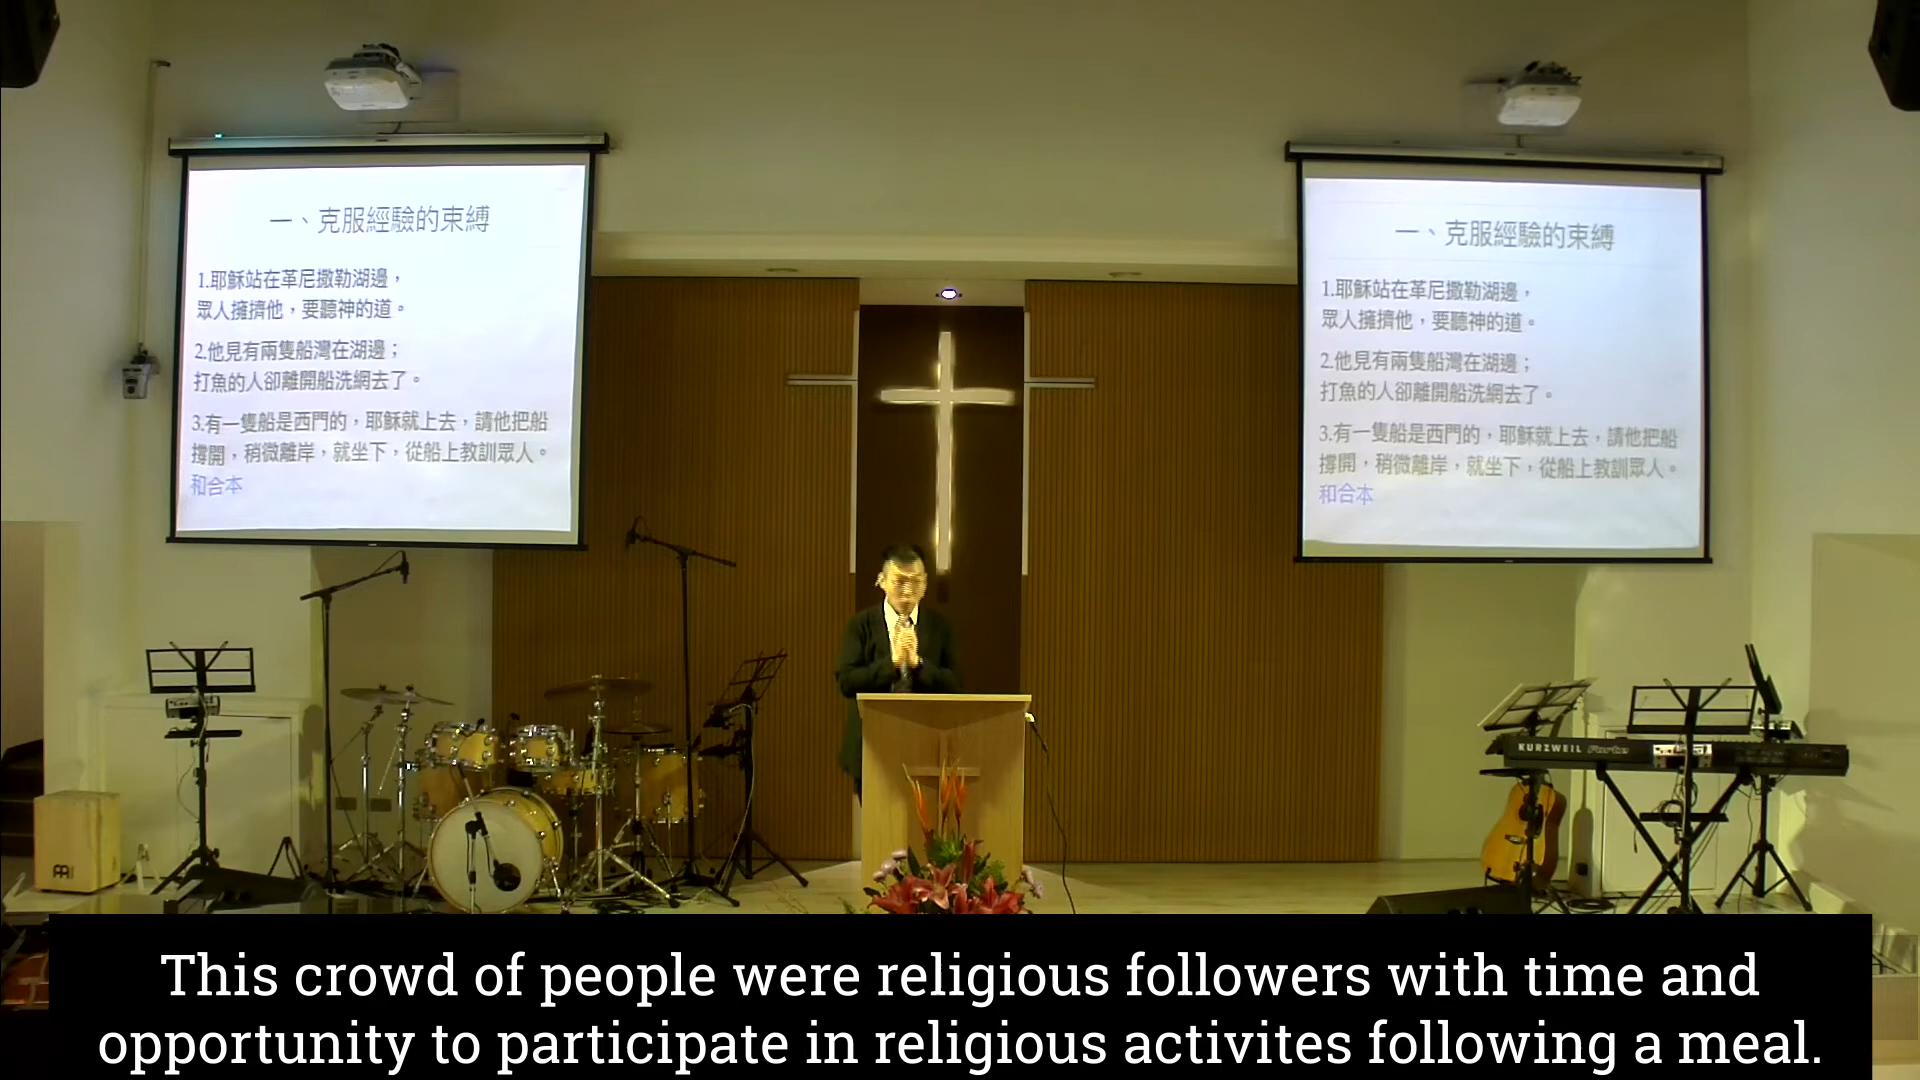 一、克服經驗的束縛
1.耶穌站在革尼撒勒湖邊，
眾人擁擠他，要聽神的道。
2.他見有兩隻船灣在湖邊；
打魚的人卻離開船洗網去了。
3.有一隻船是西門的，耶穌就上去，請他把船
撐開，稍微離岸，就坐下，從船上教訓眾人。
和合本
一、克服經驗的束縛
1.耶穌站在革尼撒勒湖邊，
眾人擁擠他，要聽神的道。
2.他見有兩隻船灣在湖邊；
打魚的人卻離開船洗網去了。
3.有一隻船是西門的，耶穌就上去，請他把船
撐開，稍微離岸，就坐下，從船上教訓眾人。
和合本
KURZWEIL Forte
This crowd of people were religious followers with time and
opportunity to participate in religious activites following a meal.